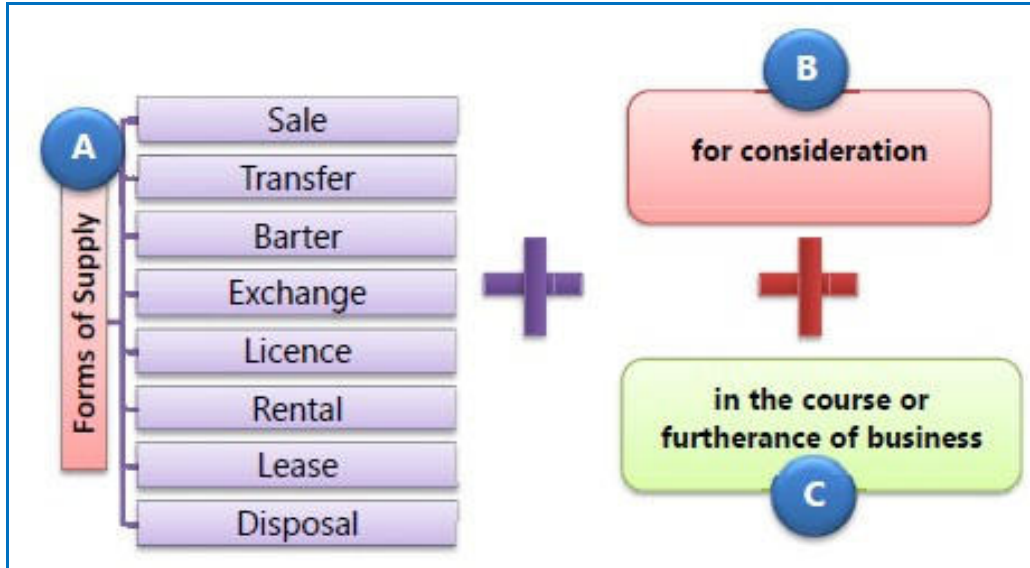 A
Forms of Supply
Sale
Transfer
Barter
Exchange
Licence
Rental
Lease
Disposal
B
for consideration
in the course or
furtherance of business
C